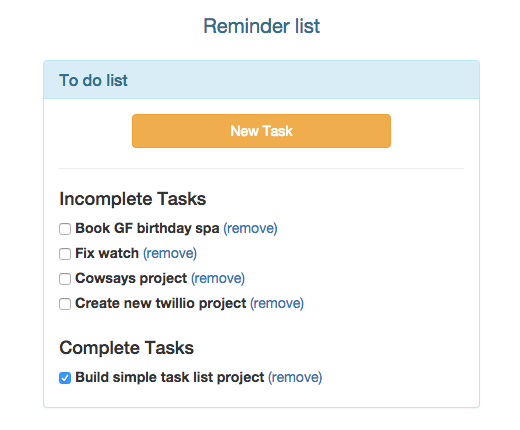 Reminder list
To do list
New Task
Incomplete Tasks
Book GF birthday spa (remove)
Fix watch (remove)
Cowsays project (remove)
Create new twillio project (remove)
Complete Tasks
Build simple task list project (remove)